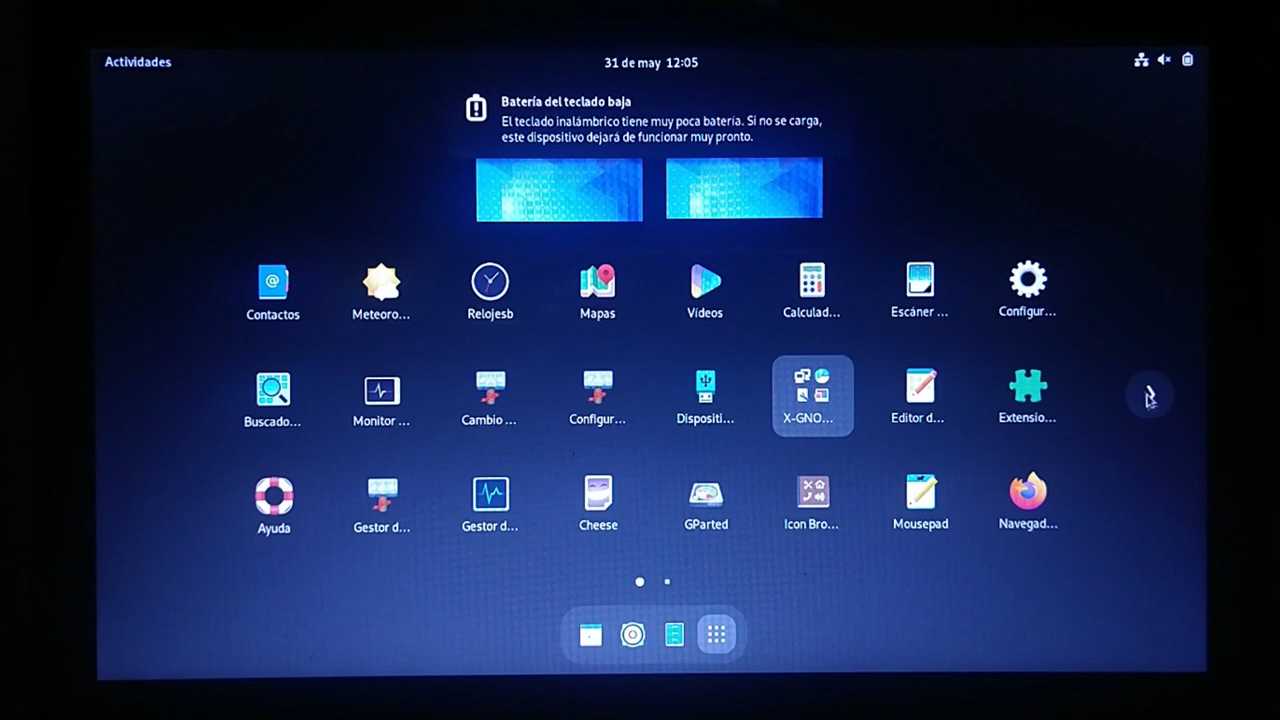 Actividades
31 de may 12:05
Batería del teclado baja
El teclado inalámbrico tiene muy poca batería. Si no se carga,
este dispositivo dejará de funcionar muy pronto.
Contactos
Meteoro...
Relojesb
Mapas
Vídeos
Calculad...
Escáner ...
Configur...
Buscado...
Monitor ...
Cambio ...
Configur...
Dispositi...
X-GNO...
Editor d...
Extensio...
Ayuda
Gestor d...
Gestor d...
Cheese
GParted
Icon Bro...
Mousepad
Navegad...